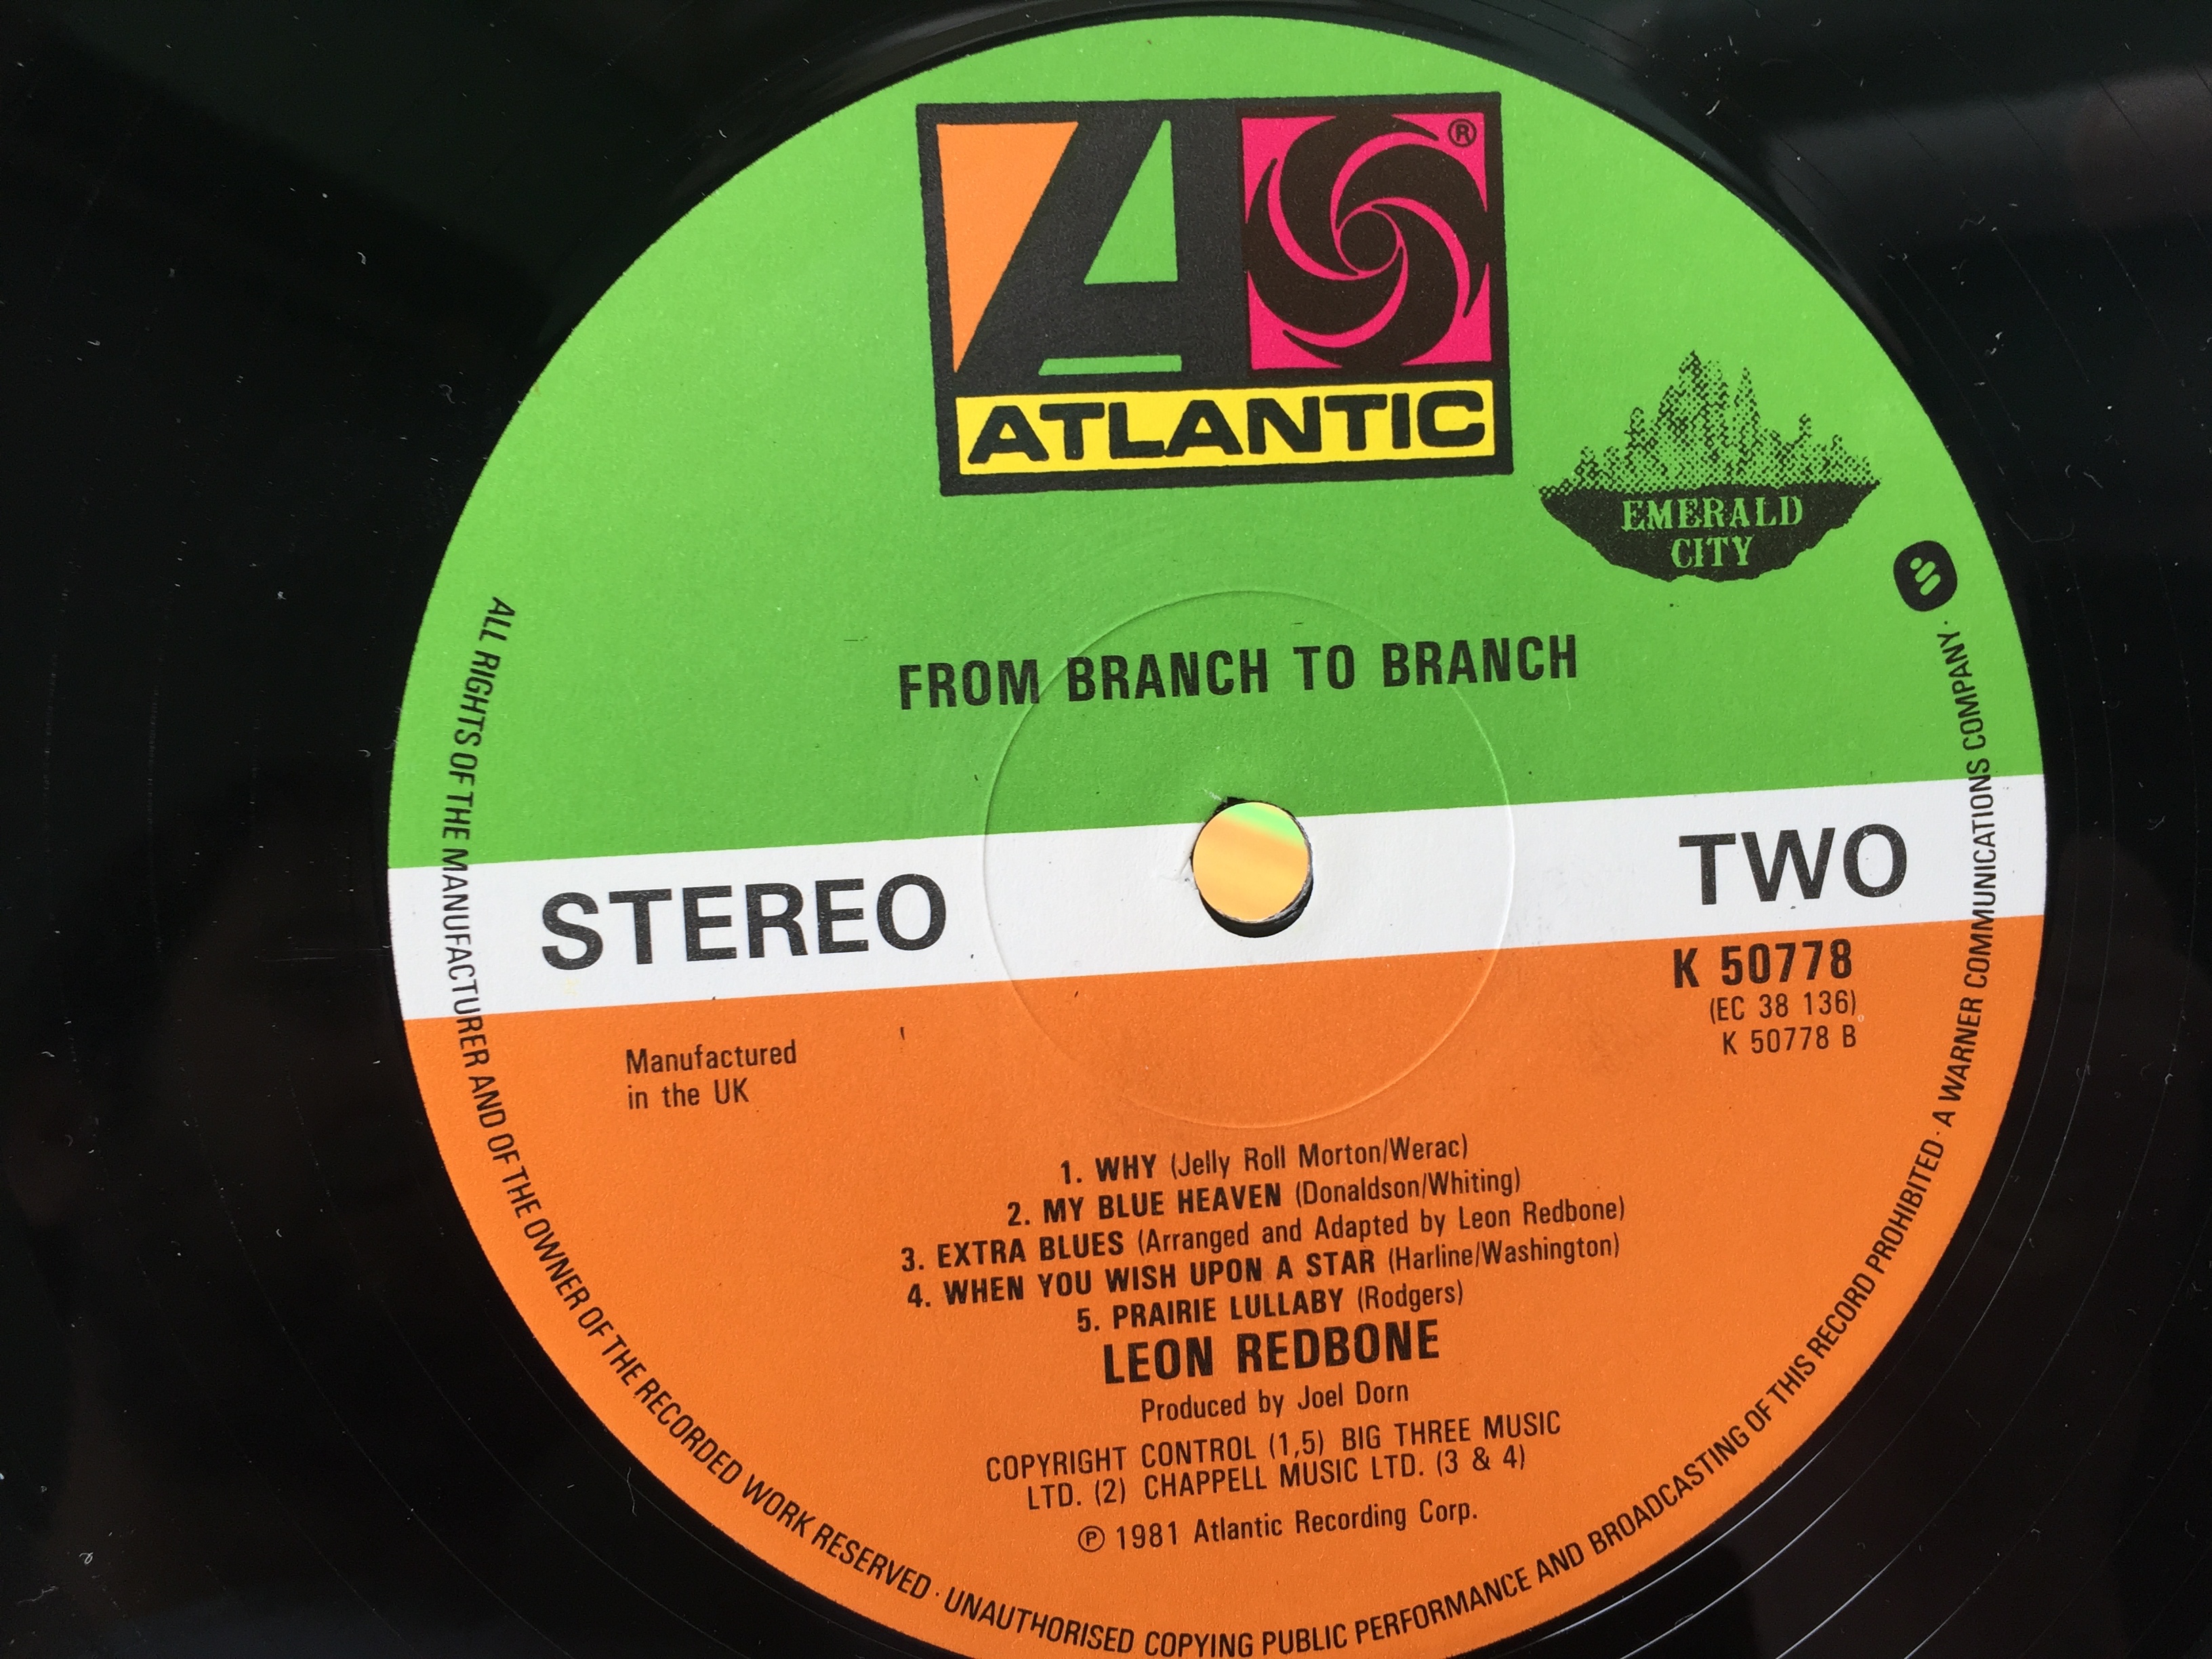 A
®
ATLANTIC
EMERALD
CITY
FROM BRANCH TO BRANCH
STEREO
TWO
K 50778
(EC 38 136)
K 50778 B
Manufactured
in the UK
1. WHY (Jelly Roll Morton/Werac)
2. MY BLUE HEAVEN (Donaldson/Whiting)
3. EXTRA BLUES (Arranged and Adapted by Leon Redbone)
4. WHEN YOU WISH UPON A STAR (Harline/Washington)
5. PRAIRIE LULLABY (Rodgers)
LEON REDBONE
Produced by Joel Dorn
COPYRIGHT CONTROL (1,5) BIG THREE MUSIC
LTD. (2) CHAPPELL MUSIC LTD. (3 & 4)
℗ 1981 Atlantic Recording Corp.
ALL RIGHTS OF THE MANUFACTURER AND OF THE OWNER OF THE RECORDED WORK RESERVED · UNAUTHORISED COPYING PUBLIC PERFORMANCE AND BROADCASTING OF THIS RECORD PROHIBITED · A WARNER COMMUNICATIONS COMPANY ·